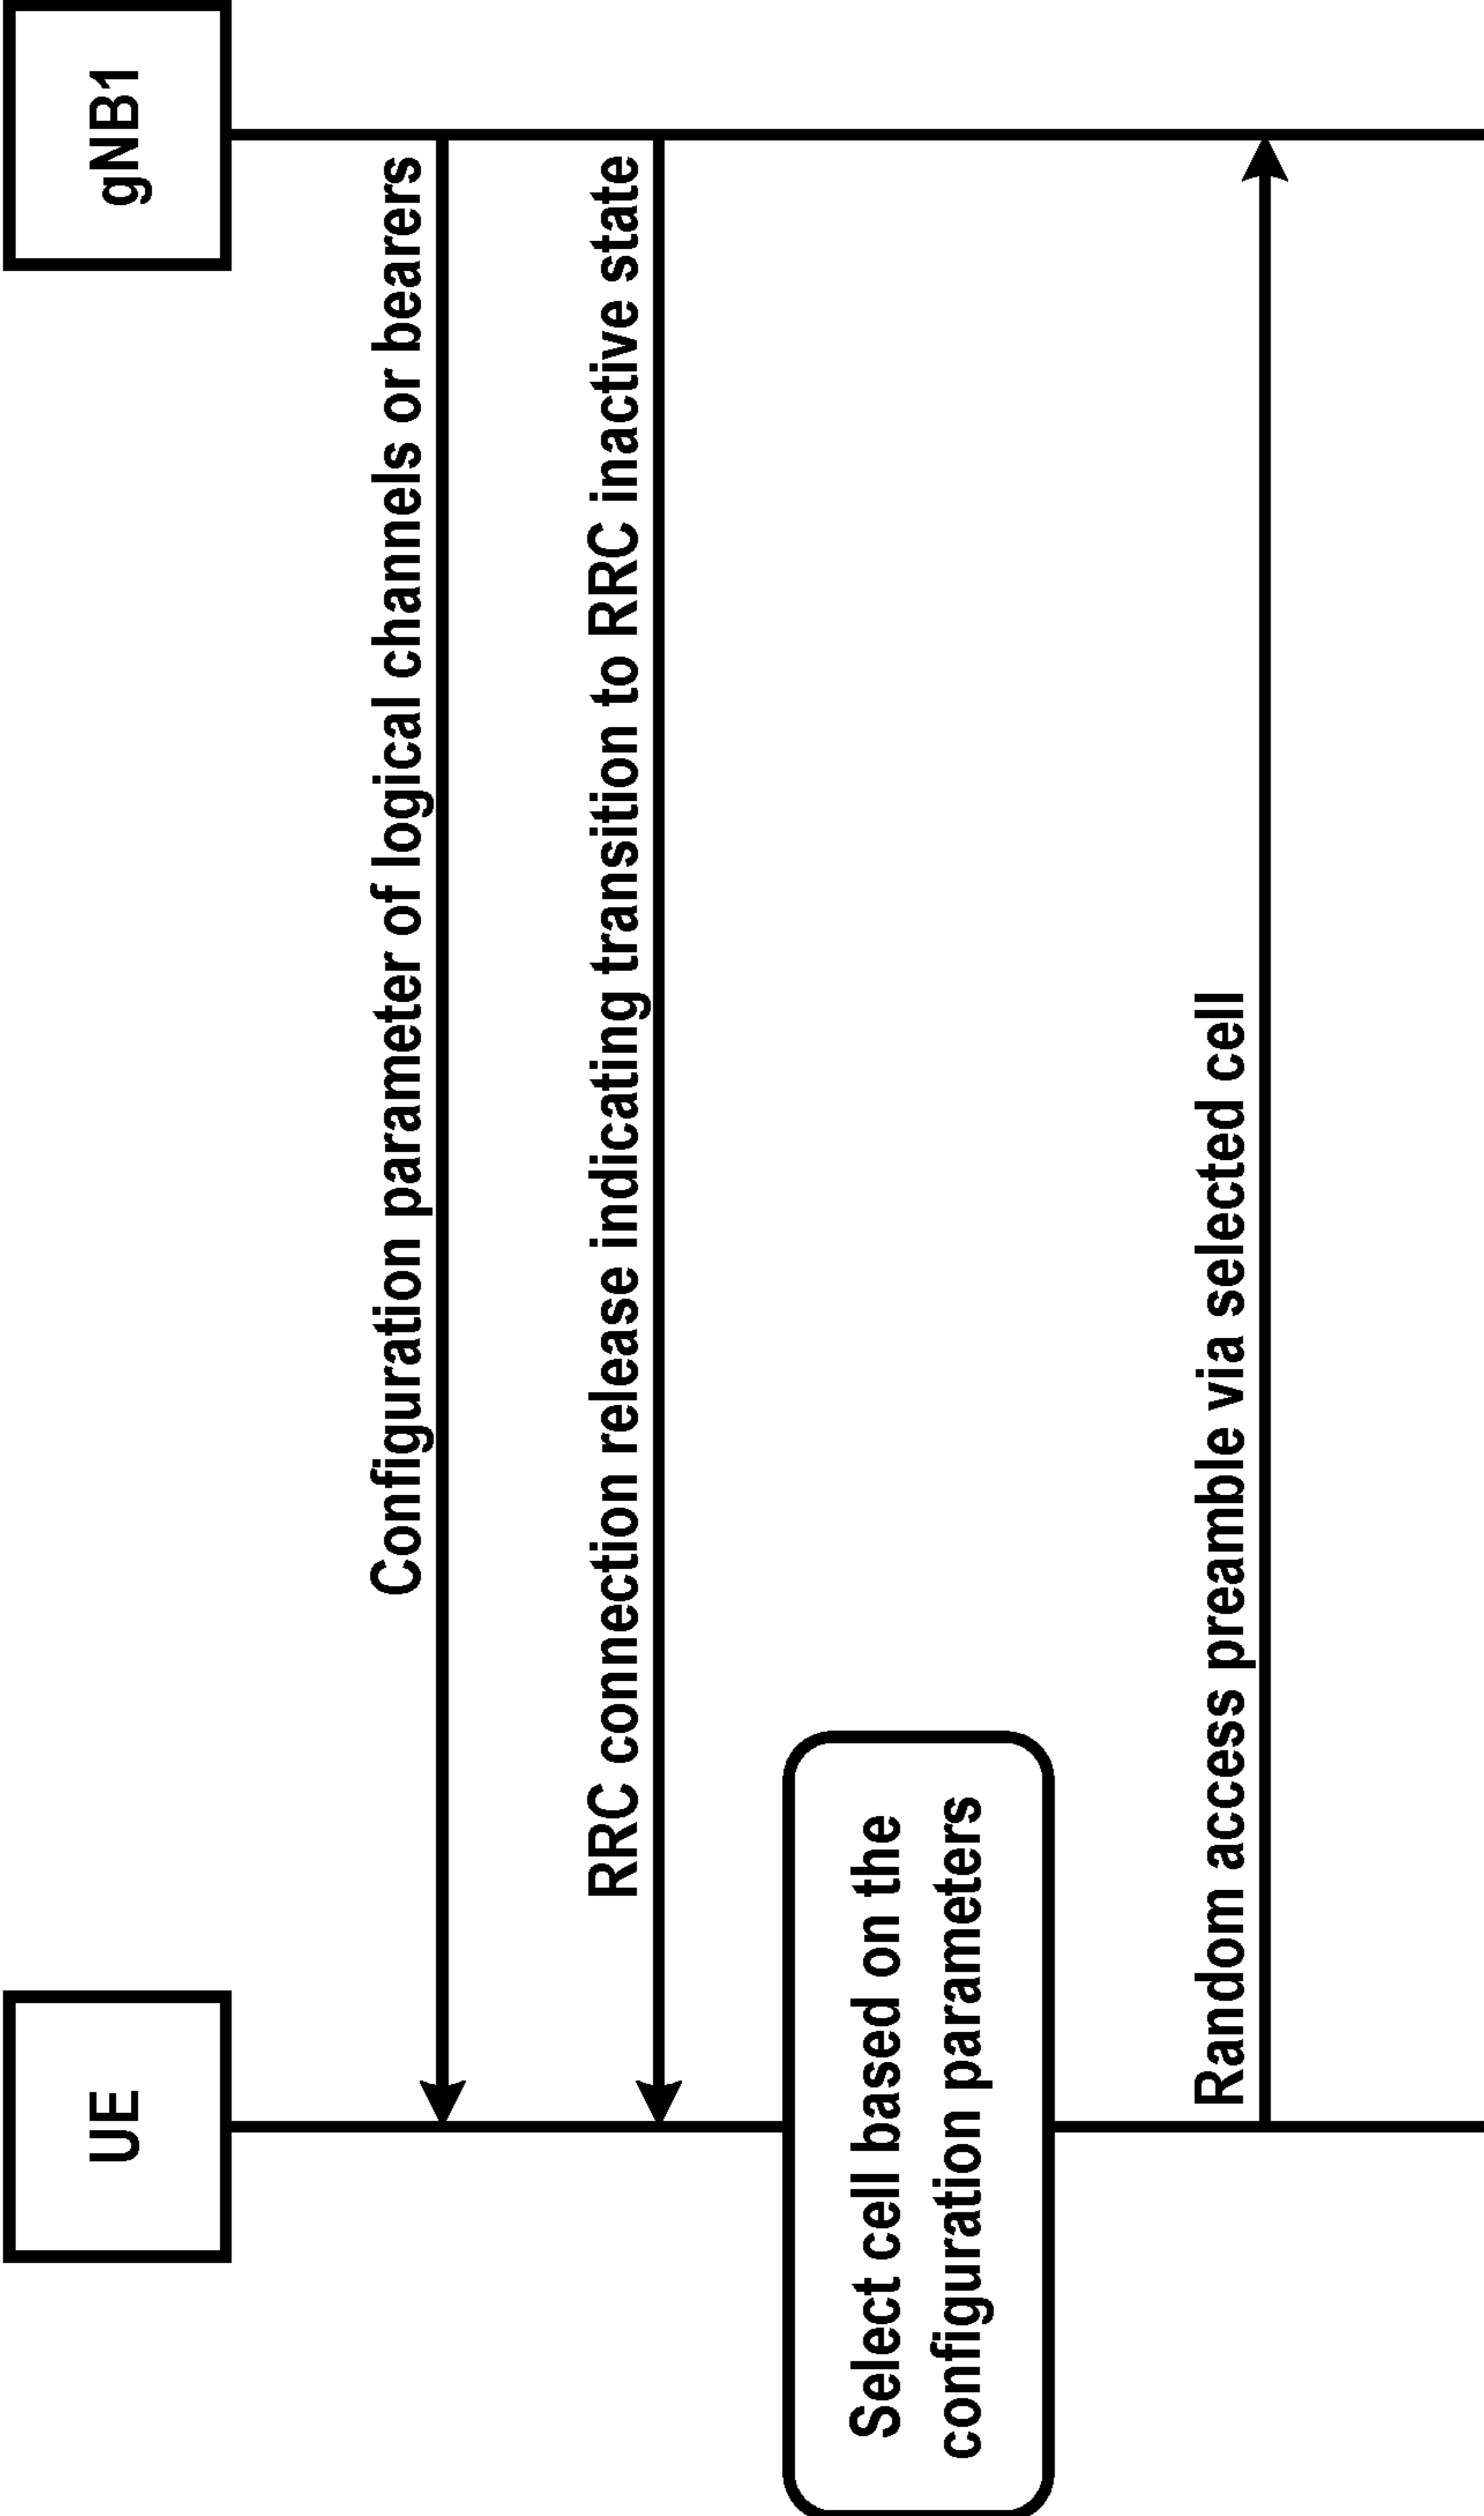 UE
gNB1
Configuration parameter of logical channels or bearers
RRC connection release indicating transition to RRC inactive state
Select cell based on the
configuration parameters
Random access preamble via selected cell